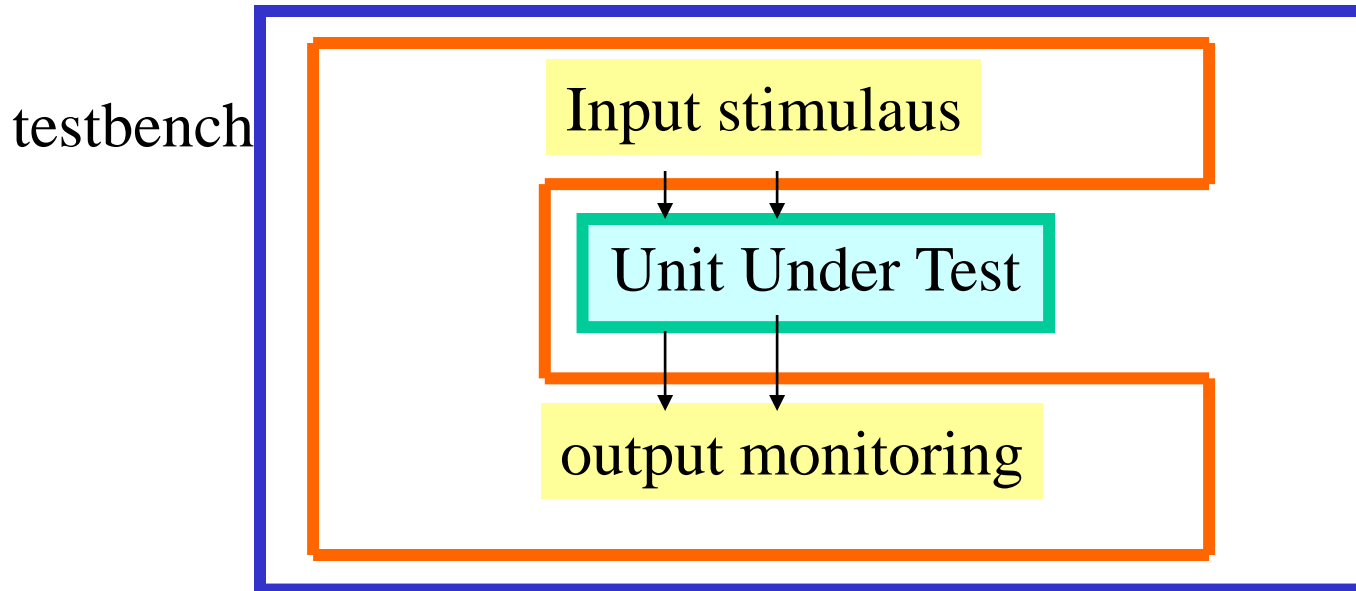 testbench
Input stimulaus
Unit Under Test
output monitoring